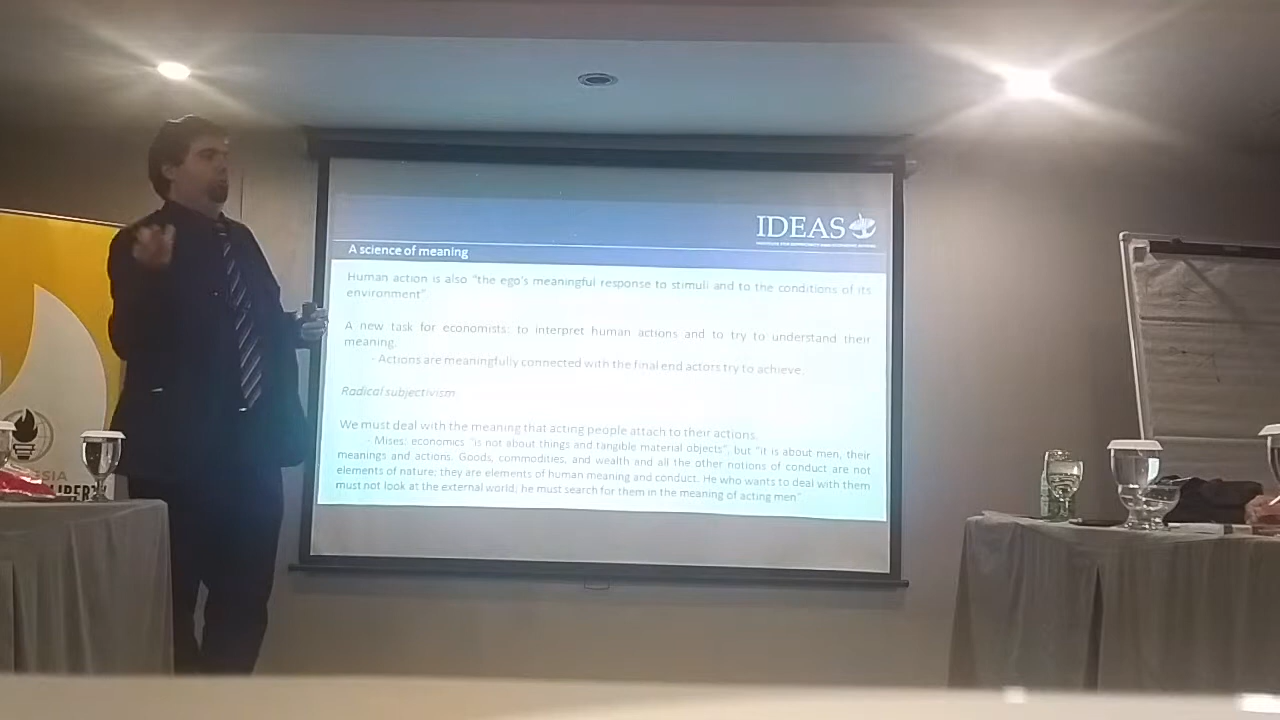 IDEAS
INSTITUTE FOR DEMOCRACY AND ECONOMIC AFFAIRS
A science of meaning
Human action is also "the ego's meaningful response to stimuli and to the conditions of its
environment"
A new task for economists: to interpret human actions and to try to understand their
meaning.
- Actions are meaningfully connected with the final end actors try to achieve.
Radical subjectivism
We must deal with the meaning that acting people attach to their actions.
- Mises: economics "is not about things and tangible material objects", but "it is about men, their
meanings and actions. Goods, commodities, and wealth and all the other notions of conduct are not
elements of nature; they are elements of human meaning and conduct. He who wants to deal with them
must not look at the external world; he must search for them in the meaning of acting men"